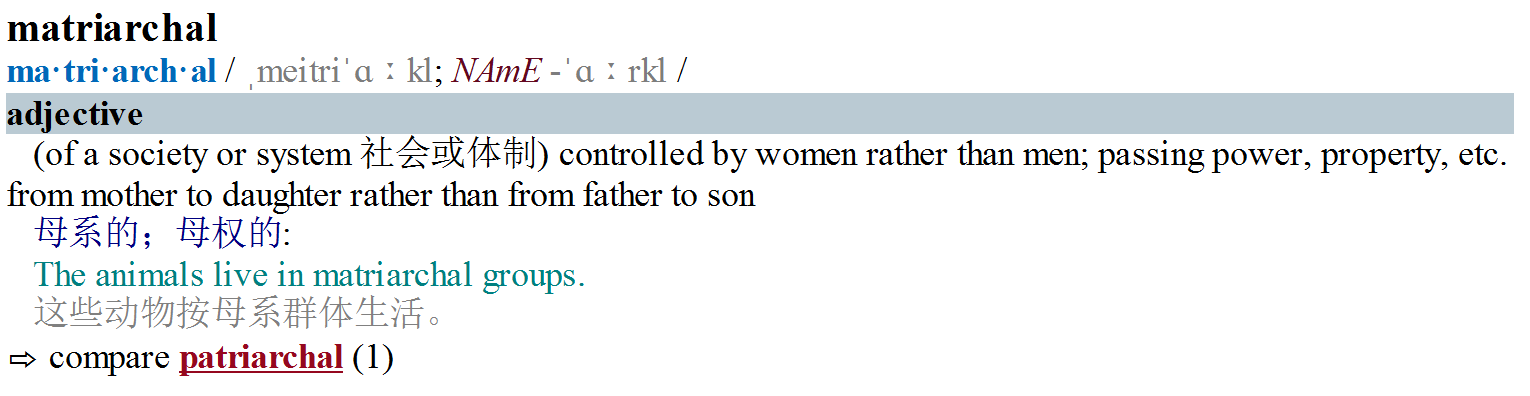 matriarchal
ma·tri·arch·al / ˌmeitriˈɑːkl; NAmE -ˈɑːrkl /
adjective
(of a society or system 社会或体制) controlled by women rather than men; passing power, property, etc.
from mother to daughter rather than from father to son
母系的；母权的:
The animals live in matriarchal groups.
这些动物按母系群体生活。
⇨ compare patriarchal (1)